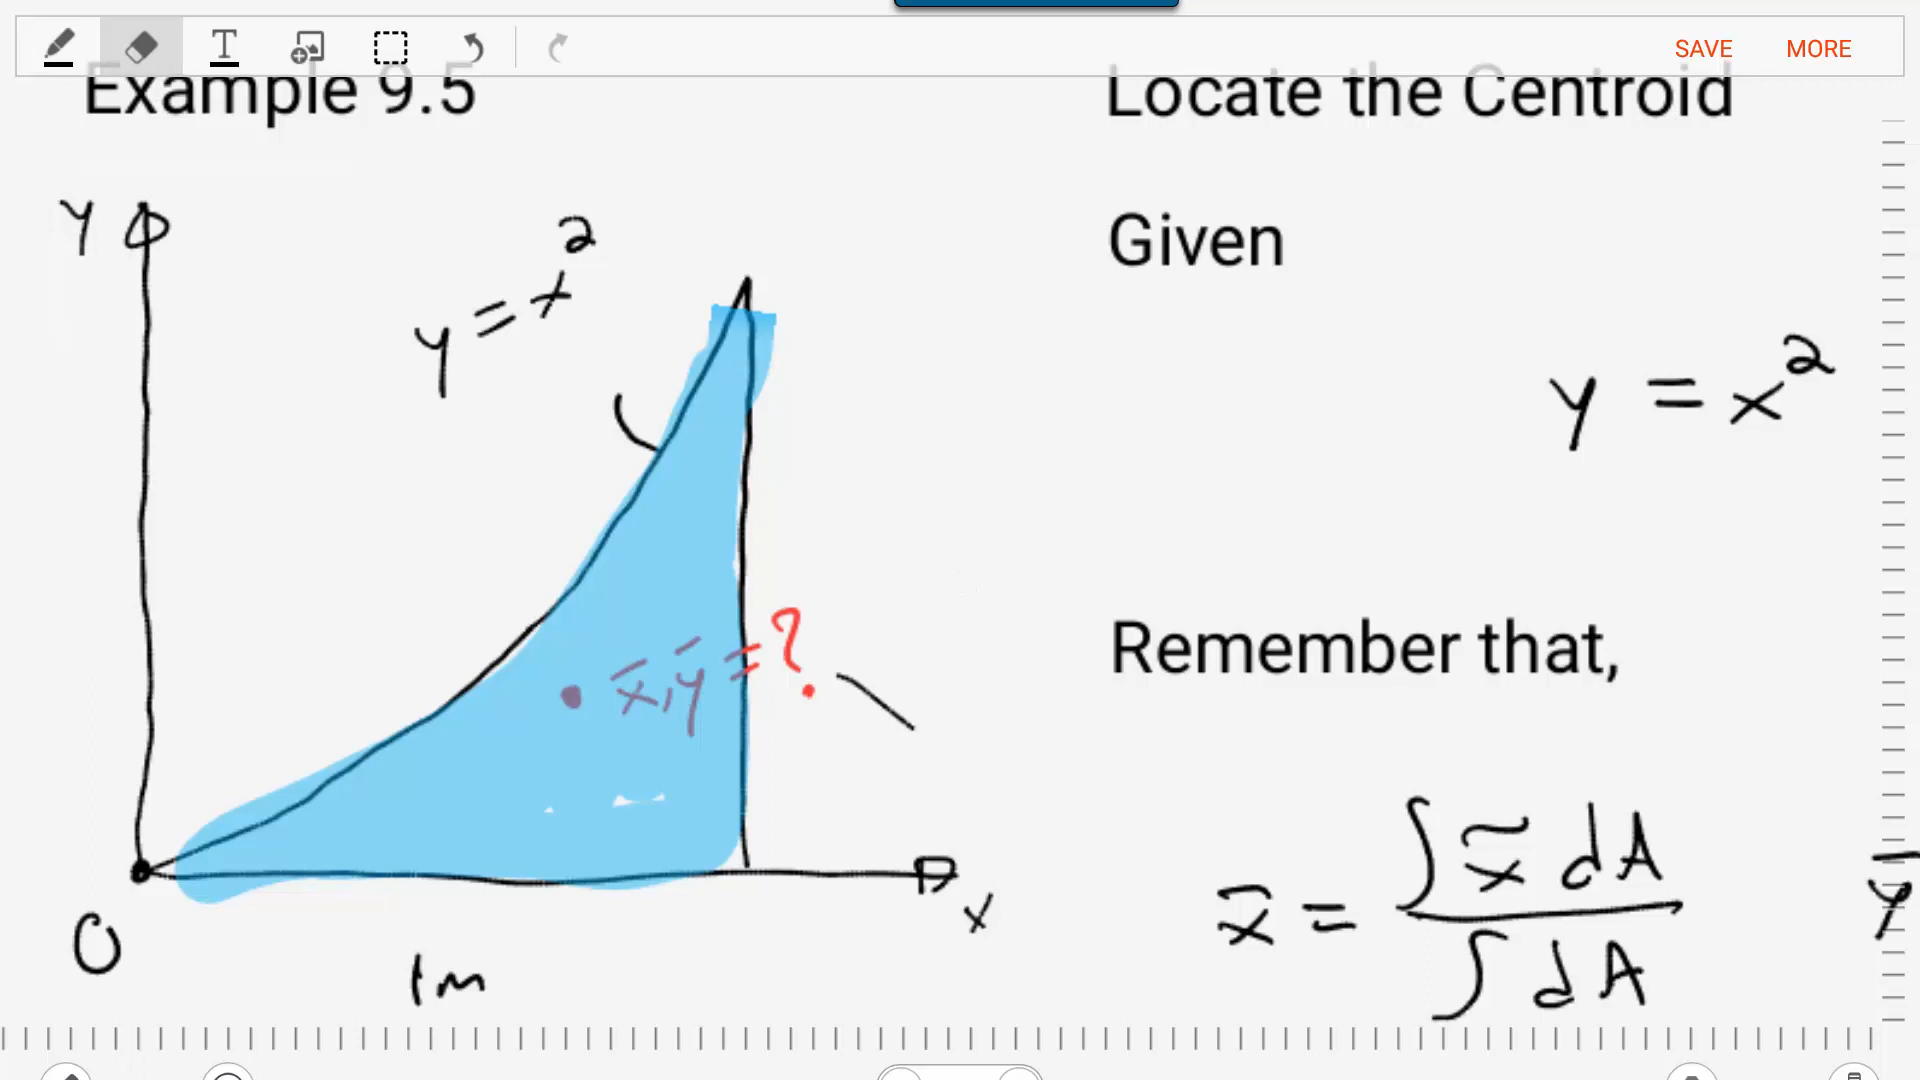 SAVE MORE
Example 9.5
Locate the Centroid
Y
y = x²
Given
y = x²
x̄, ȳ = ?
Remember that,
x̄ = ∫ x̃ dA / ∫ dA
ȳ
x
O
1m